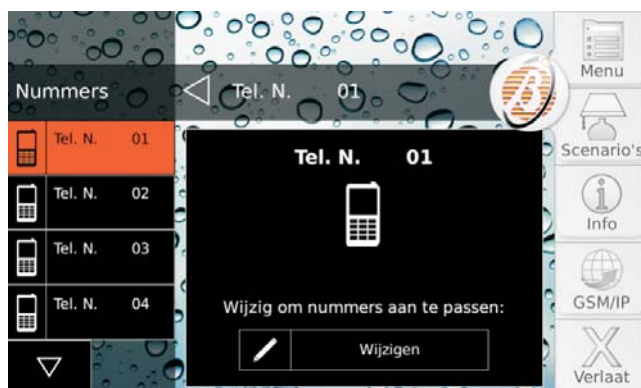 Nummers
Tel. N. 01
Tel. N. 01
Tel. N. 02
Tel. N. 03
Tel. N. 04
Tel. N. 01
Wijzig om nummers aan te passen:
Wijzigen
Menu
Scenario's
Info
GSM/IP
Verlaat